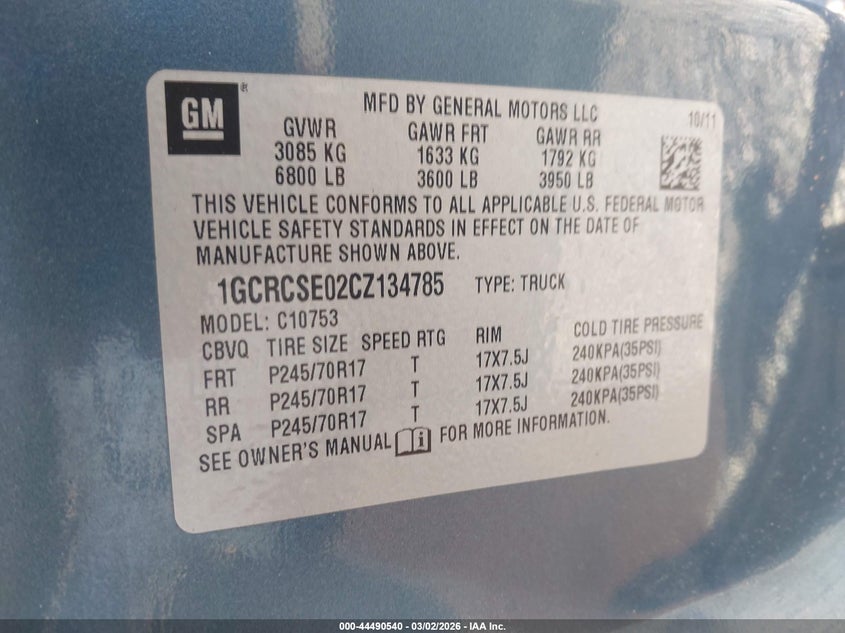 GM
MFD BY GENERAL MOTORS LLC
10/11
GVWR GAWR FRT GAWR RR
3085 KG 1633 KG 1792 KG
6800 LB 3600 LB 3950 LB
THIS VEHICLE CONFORMS TO ALL APPLICABLE U.S. FEDERAL MOTOR
VEHICLE SAFETY STANDARDS IN EFFECT ON THE DATE OF
MANUFACTURE SHOWN ABOVE.
1GCRCSE02CZ134785 TYPE: TRUCK
MODEL: C10753
CBVQ TIRE SIZE SPEED RTG RIM COLD TIRE PRESSURE
FRT P245/70R17 T 17X7.5J 240KPA(35PSI)
RR P245/70R17 T 17X7.5J 240KPA(35PSI)
SPA P245/70R17 T 17X7.5J 240KPA(35PSI)
SEE OWNER'S MANUAL FOR MORE INFORMATION.
000-44490540 - 03/02/2026 - IAA Inc.